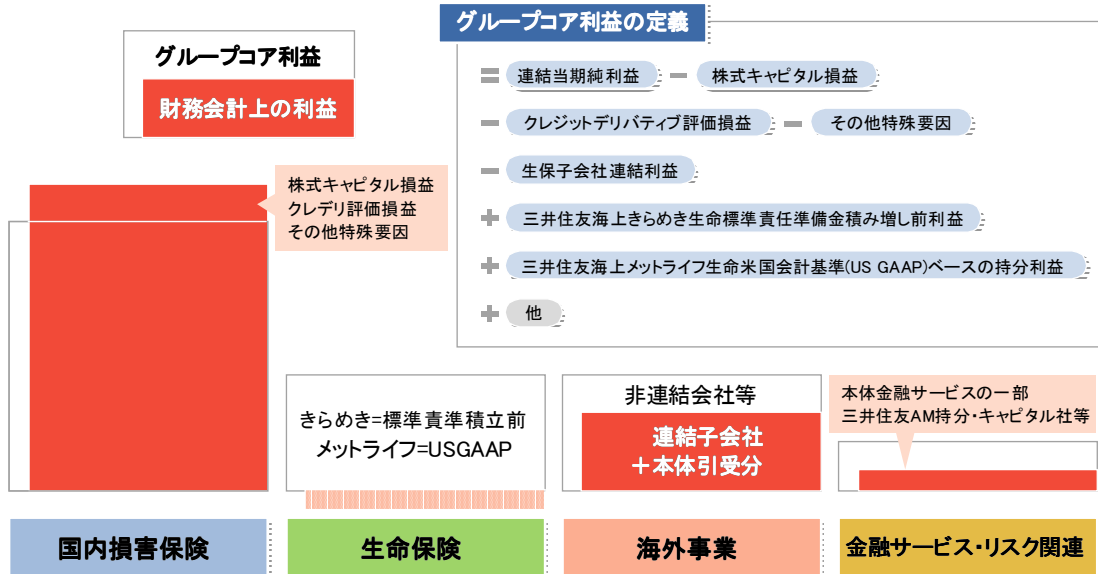 グループコア利益の定義
グループコア利益
財務会計上の利益
= 連結当期純利益 − 株式キャピタル損益
− クレジットデリバティブ評価損益 − その他特殊要因
− 生保子会社連結利益
+ 三井住友海上きらめき生命標準責任準備金積み増し前利益
+ 三井住友海上メットライフ生命米国会計基準(US GAAP)ベースの持分利益
+ 他
株式キャピタル損益
クレデリ評価損益
その他特殊要因
きらめき=標準責準積立前
メットライフ=USGAAP
非連結会社等
連結子会社
+本体引受分
本体金融サービスの一部
三井住友AM持分・キャピタル社等
国内損害保険
生命保険
海外事業
金融サービス・リスク関連